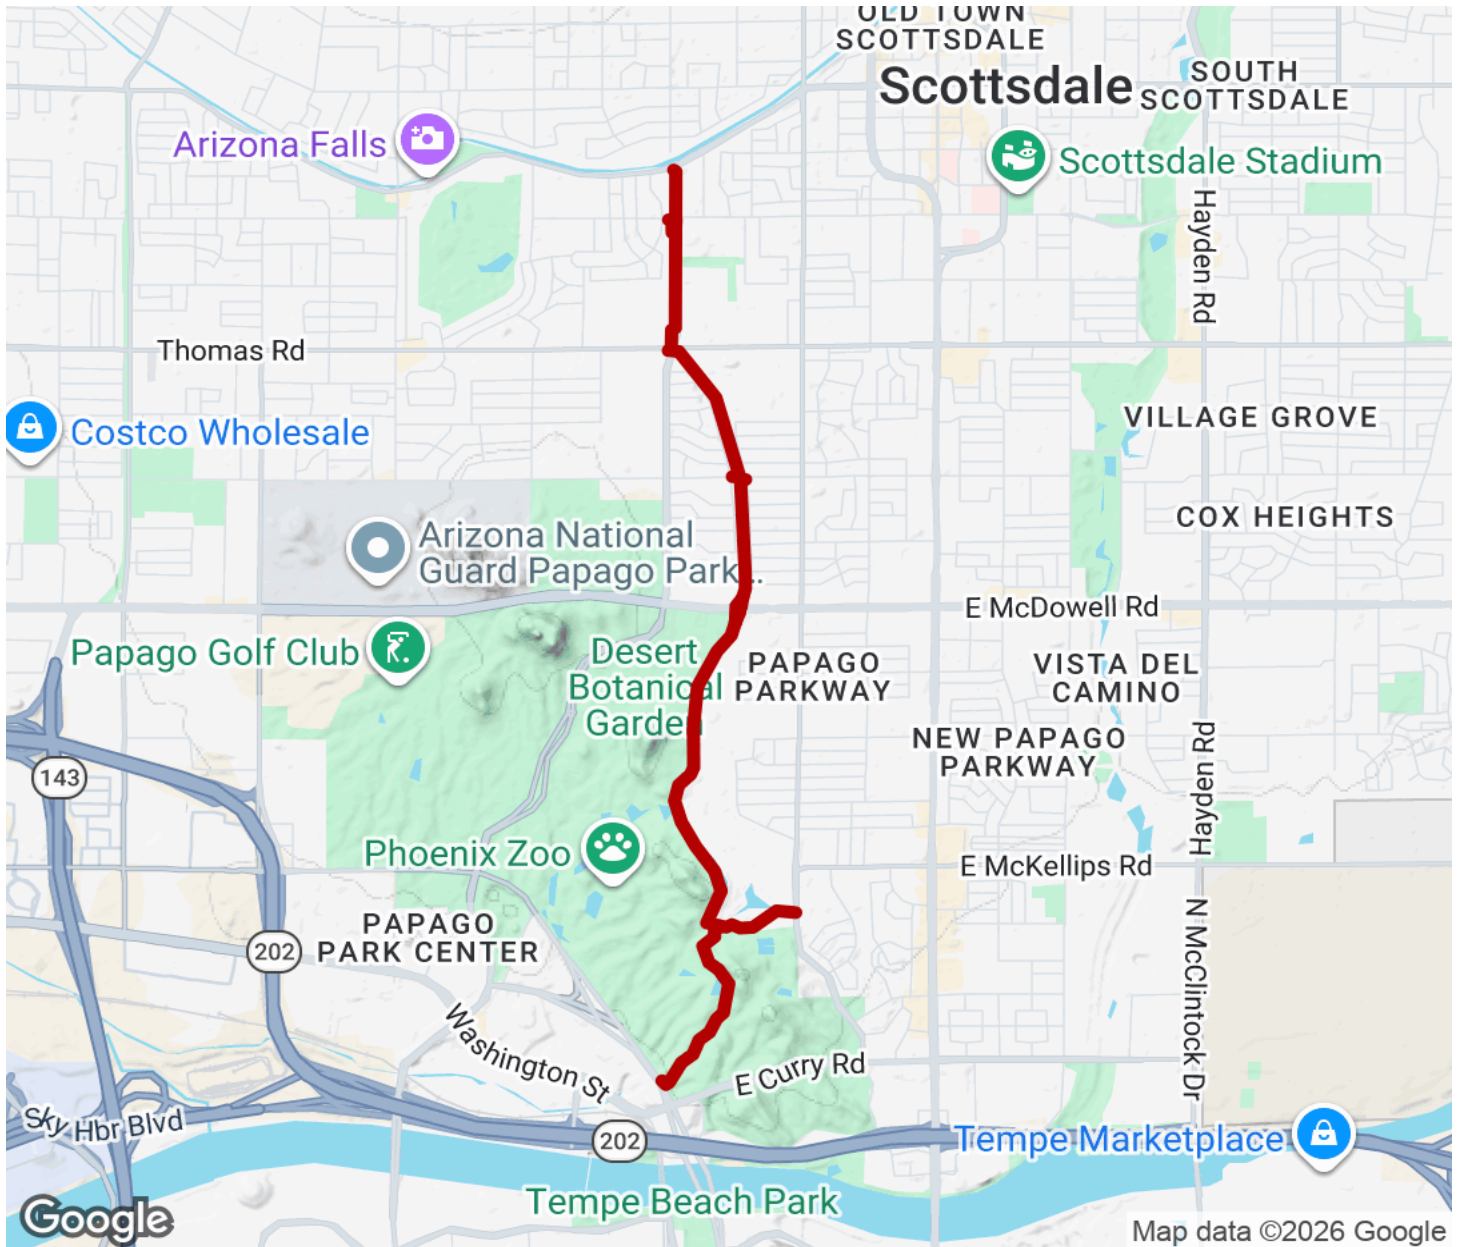 OLD TOWN
SCOTTSDALE
Scottsdale
SOUTH
SCOTTSDALE
Arizona Falls
Scottsdale Stadium
Hayden Rd
Thomas Rd
Costco Wholesale
VILLAGE GROVE
Arizona National
Guard Papago Park...
COX HEIGHTS
E McDowell Rd
Papago Golf Club
Desert
Botanical
Garden
PAPAGO
PARKWAY
VISTA DEL
CAMINO
NEW PAPAGO
PARKWAY
Hayden Rd
143
Phoenix Zoo
E McKellips Rd
PAPAGO
PARK CENTER
202
N McClintock Dr
Washington St
E Curry Rd
Sky Hbr Blvd
202
Tempe Marketplace
Tempe Beach Park
Google
Map data ©2026 Google